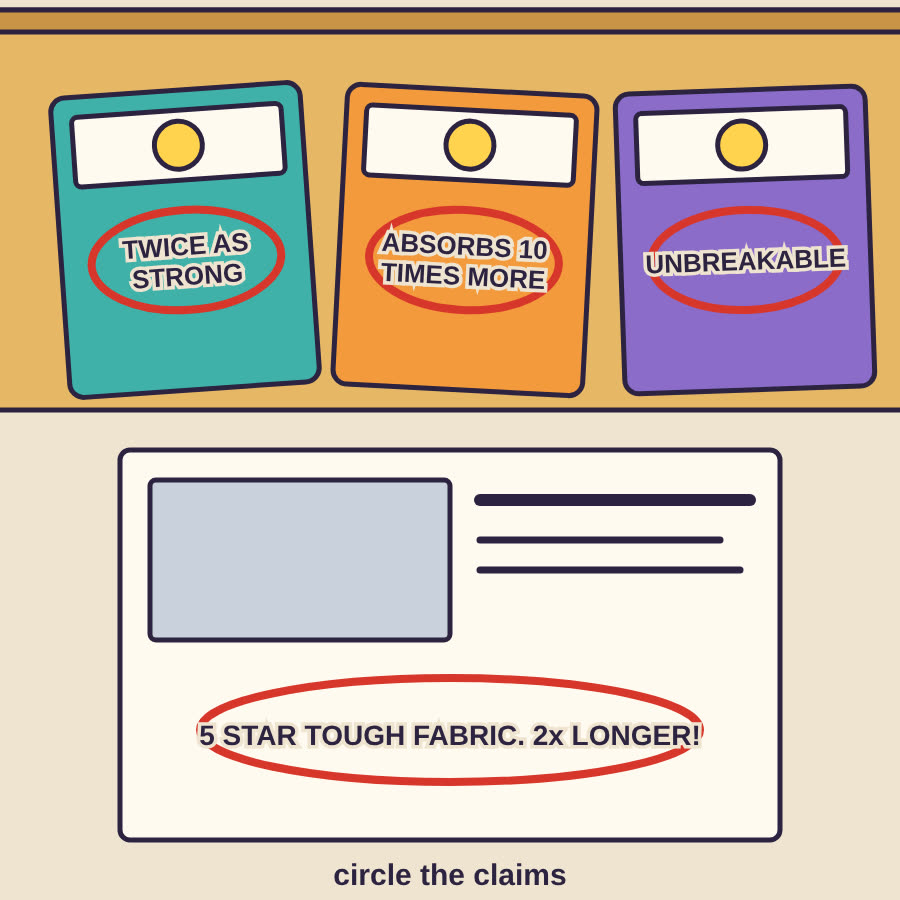 TWICE AS
STRONG
ABSORBS 10
TIMES MORE
UNBREAKABLE
5 STAR TOUGH FABRIC. 2x LONGER!
circle the claims